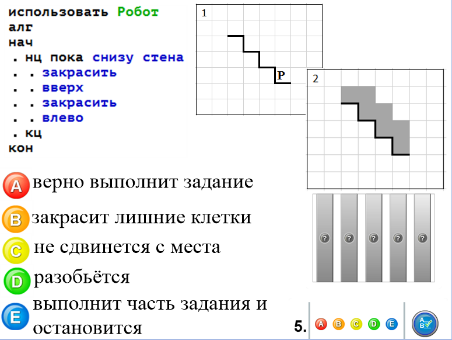 использовать Робот
алг
нач
. нц пока снизу стена
. . закрасить
. . вверх
. . закрасить
. . влево
. кц
кон
1
Р
2
А верно выполнит задание
В закрасит лишние клетки
С не сдвинется с места
D разобьётся
Е выполнит часть задания и
остановится
? ? ? ? ?
5. А В С D Е
А
В